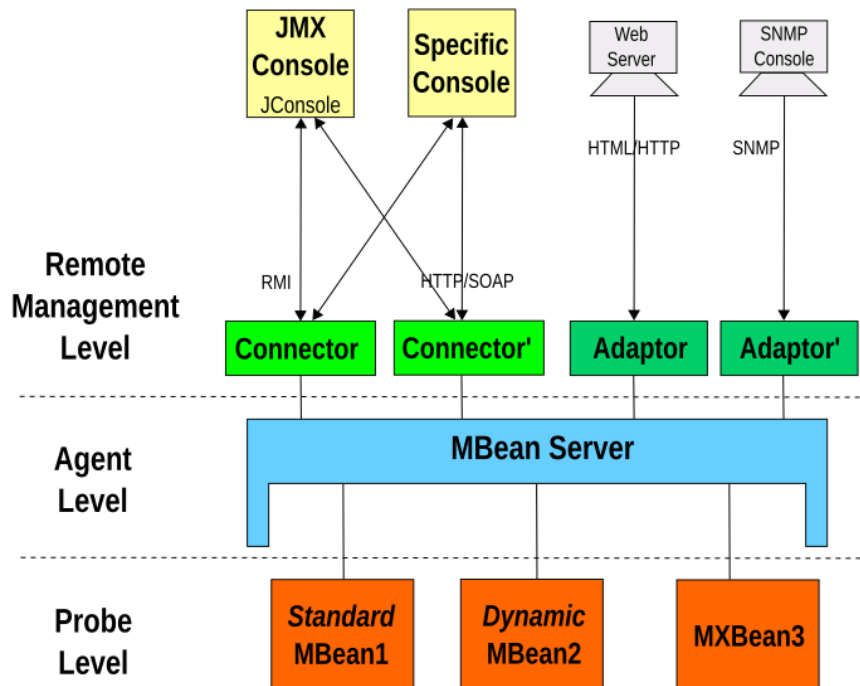 JMX
Console
JConsole
Specific
Console
Web
Server
SNMP
Console
HTML/HTTP
SNMP
Remote
Management
Level
RMI
HTTP/SOAP
Connector
Connector'
Adaptor
Adaptor'
Agent
Level
MBean Server
Probe
Level
Standard
MBean1
Dynamic
MBean2
MXBean3